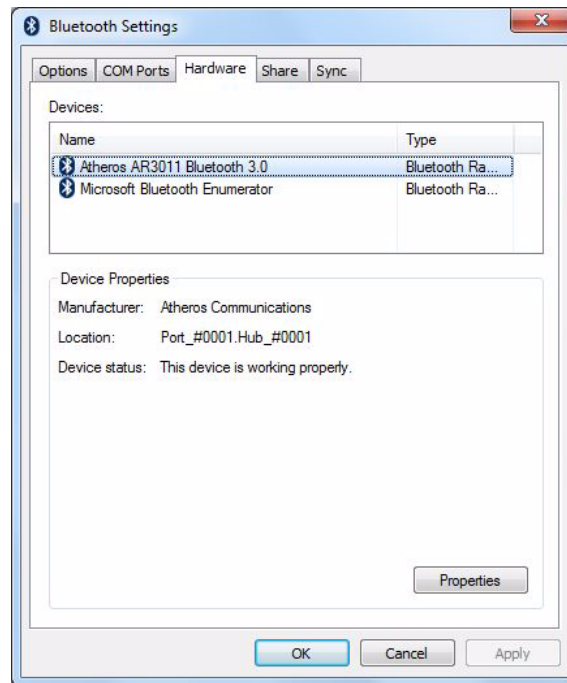 Bluetooth Settings
Options COM Ports Hardware Share Sync
Devices:
Name Type
Atheros AR3011 Bluetooth 3.0 Bluetooth Ra...
Microsoft Bluetooth Enumerator Bluetooth Ra...
Device Properties
Manufacturer: Atheros Communications
Location: Port_#0001.Hub_#0001
Device status: This device is working properly.
Properties
OK Cancel Apply